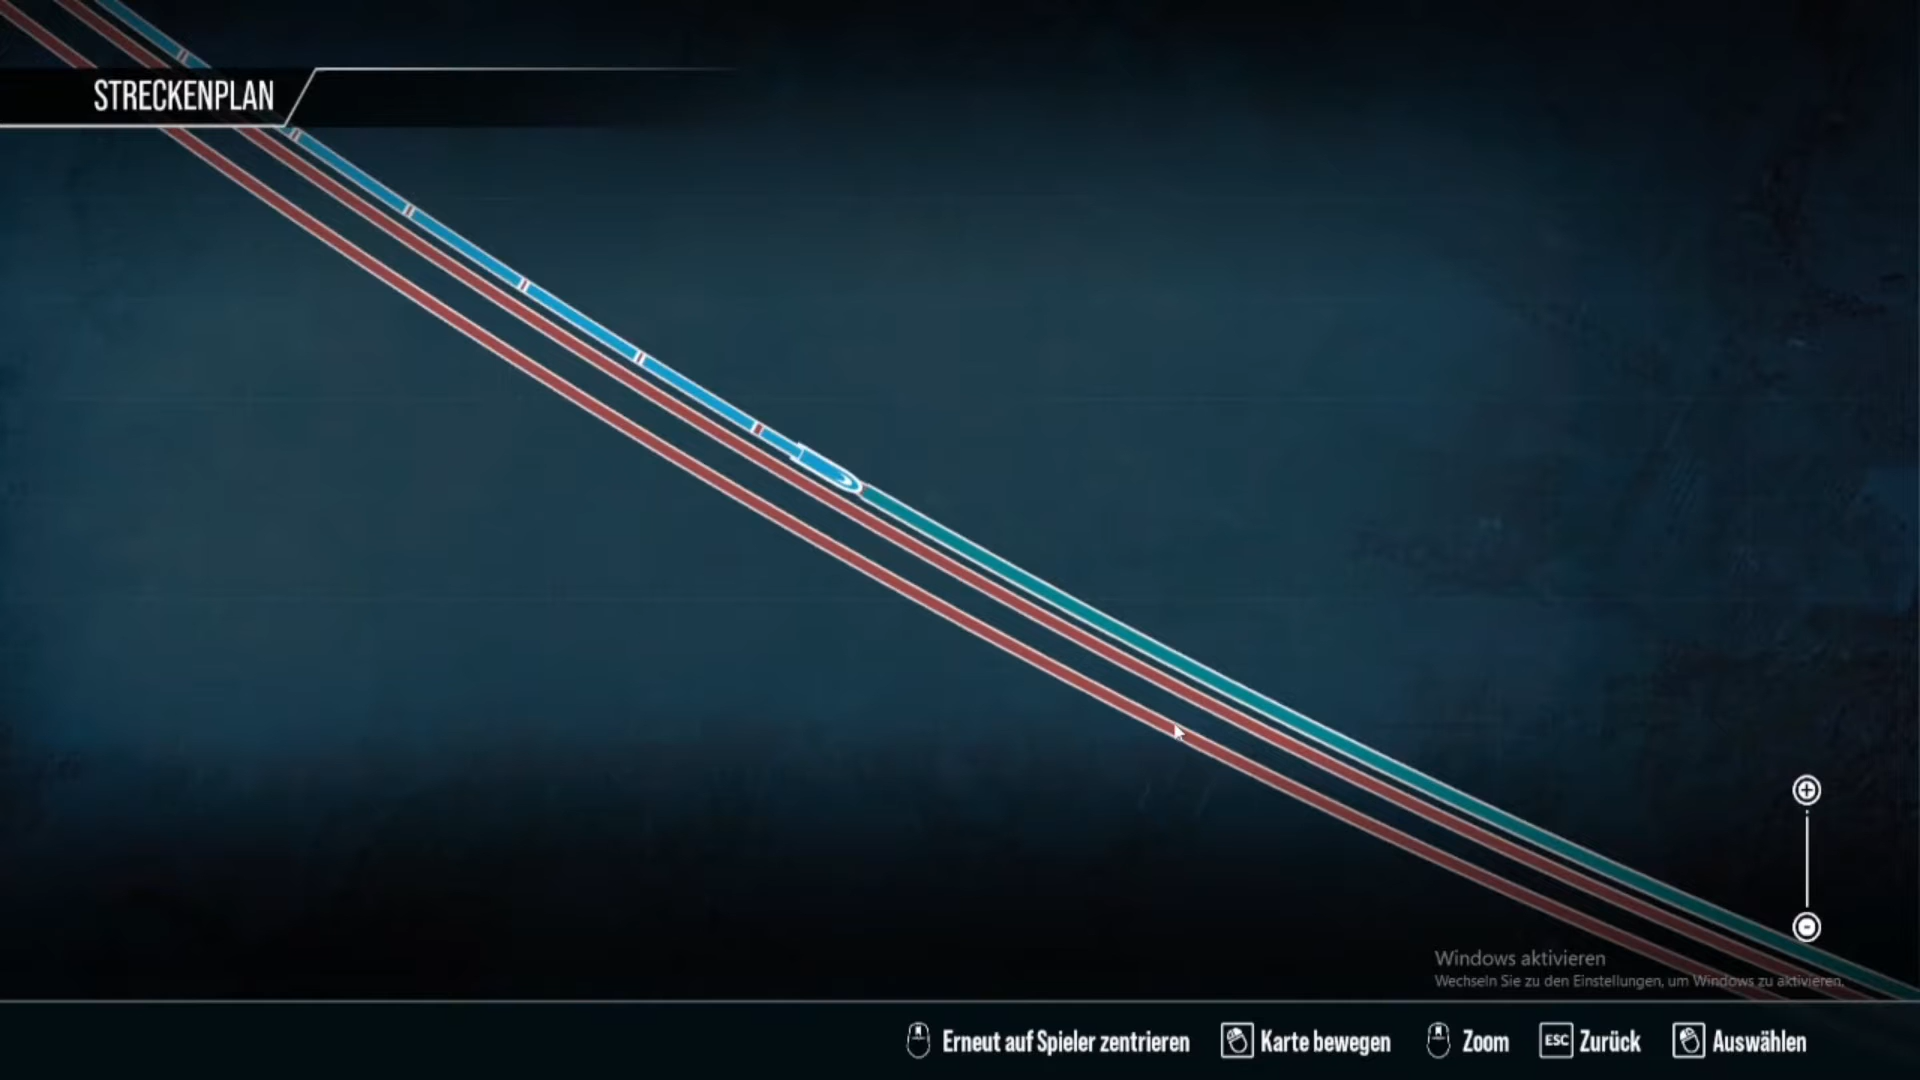 STRECKENPLAN
Windows aktivieren
Wechseln Sie zu den Einstellungen, um Windows zu aktivieren.
Erneut auf Spieler zentrieren
Karte bewegen
Zoom
ESC Zurück
Auswählen